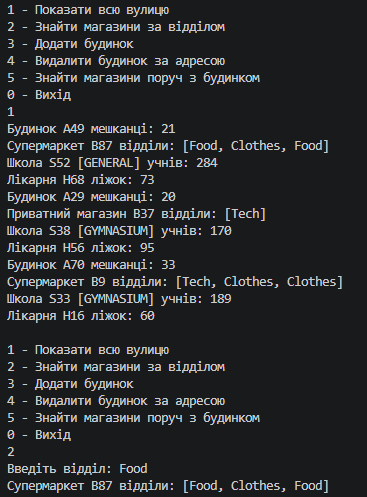 1 - Показати всю вулицю
2 - Знайти магазини за відділом
3 - Додати будинок
4 - Видалити будинок за адресою
5 - Знайти магазини поруч з будинком
0 - Вихід
1
Будинок A49 мешканці: 21
Супермаркет B87 відділи: [Food, Clothes, Food]
Школа S52 [GENERAL] учнів: 284
Лікарня H68 ліжок: 73
Будинок A29 мешканці: 20
Приватний магазин B37 відділи: [Tech]
Школа S38 [GYMNASIUM] учнів: 170
Лікарня H56 ліжок: 95
Будинок A70 мешканці: 33
Супермаркет B9 відділи: [Tech, Clothes, Clothes]
Школа S33 [GYMNASIUM] учнів: 189
Лікарня H16 ліжок: 60

1 - Показати всю вулицю
2 - Знайти магазини за відділом
3 - Додати будинок
4 - Видалити будинок за адресою
5 - Знайти магазини поруч з будинком
0 - Вихід
2
Введіть відділ: Food
Супермаркет B87 відділи: [Food, Clothes, Food]